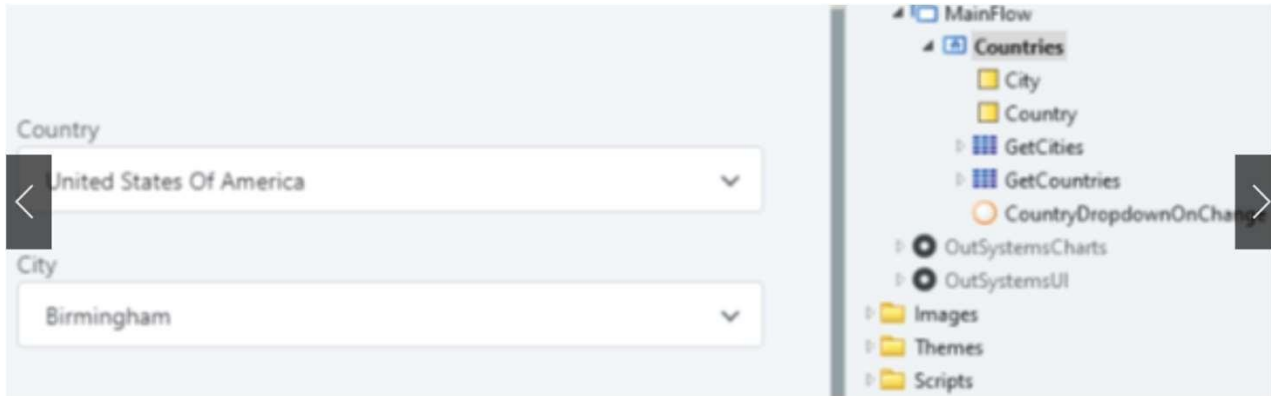 Country
United States Of America
City
Birmingham
MainFlow
Countries
City
Country
GetCities
GetCountries
CountryDropdownOnChange
OutSystemsCharts
OutSystemsUI
Images
Themes
Scripts